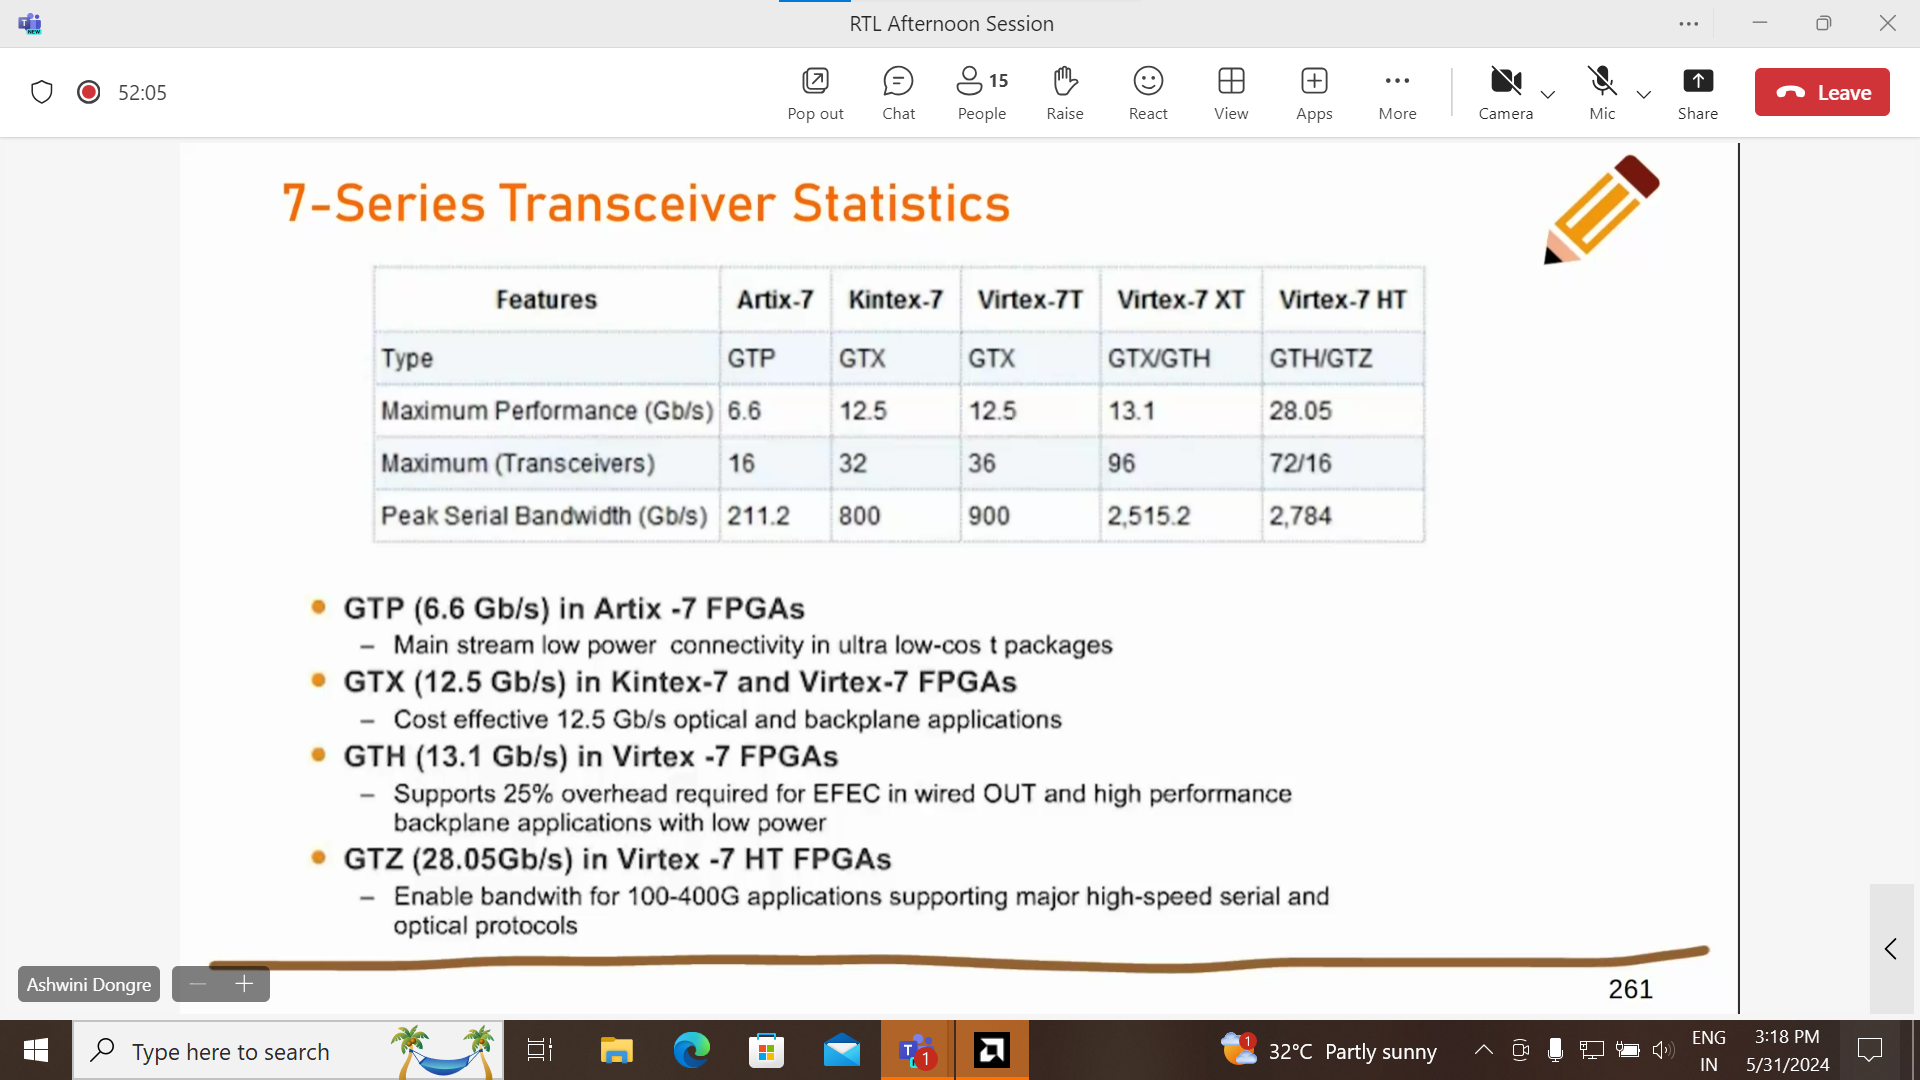 RTL Afternoon Session
52:05
Pop out
Chat
15
People
Raise
React
View
Apps
More
Camera
Mic
Share
Leave
7-Series Transceiver Statistics
Features Artix-7 Kintex-7 Virtex-7T Virtex-7 XT Virtex-7 HT
Type GTP GTX GTX GTX/GTH GTH/GTZ
Maximum Performance (Gb/s) 6.6 12.5 12.5 13.1 28.05
Maximum (Transceivers) 16 32 36 96 72/16
Peak Serial Bandwidth (Gb/s) 211.2 800 900 2,515.2 2,784
GTP (6.6 Gb/s) in Artix -7 FPGAs
– Main stream low power connectivity in ultra low-cos t packages
GTX (12.5 Gb/s) in Kintex-7 and Virtex-7 FPGAs
– Cost effective 12.5 Gb/s optical and backplane applications
GTH (13.1 Gb/s) in Virtex -7 FPGAs
– Supports 25% overhead required for EFEC in wired OUT and high performance
backplane applications with low power
GTZ (28.05Gb/s) in Virtex -7 HT FPGAs
– Enable bandwith for 100-400G applications supporting major high-speed serial and
optical protocols
Ashwini Dongre
261
Type here to search
1
1
32°C Partly sunny
ENG
IN
3:18 PM
5/31/2024